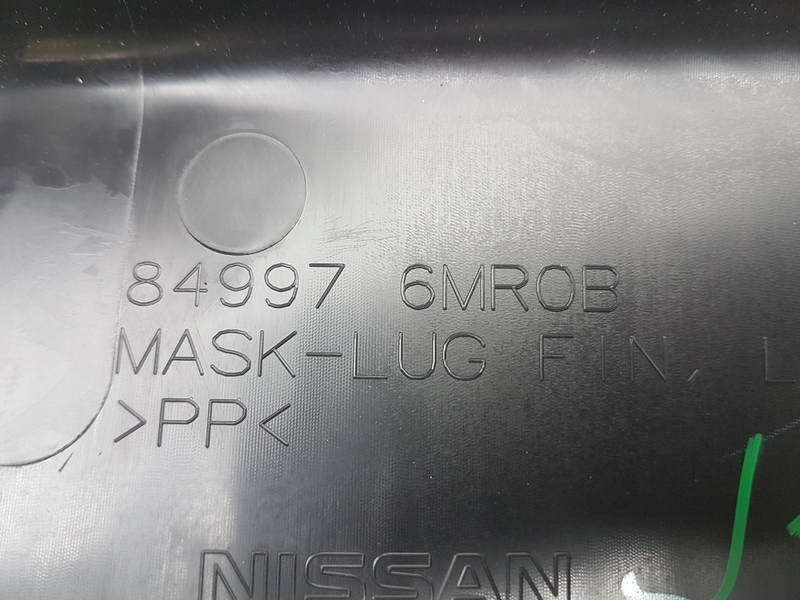 84997 6MR0B
MASK-LUG FIN, L
>PP<
NISSAN